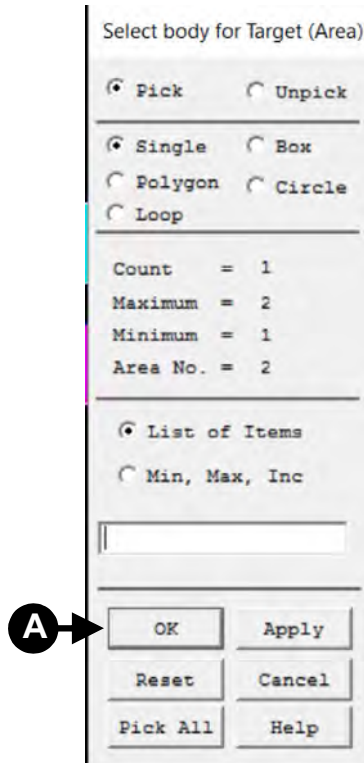 Select body for Target (Area)
Pick Unpick
Single Box
Polygon Circle
Loop
Count = 1
Maximum = 2
Minimum = 1
Area No. = 2
List of Items
Min, Max, Inc
A OK Apply
Reset Cancel
Pick All Help